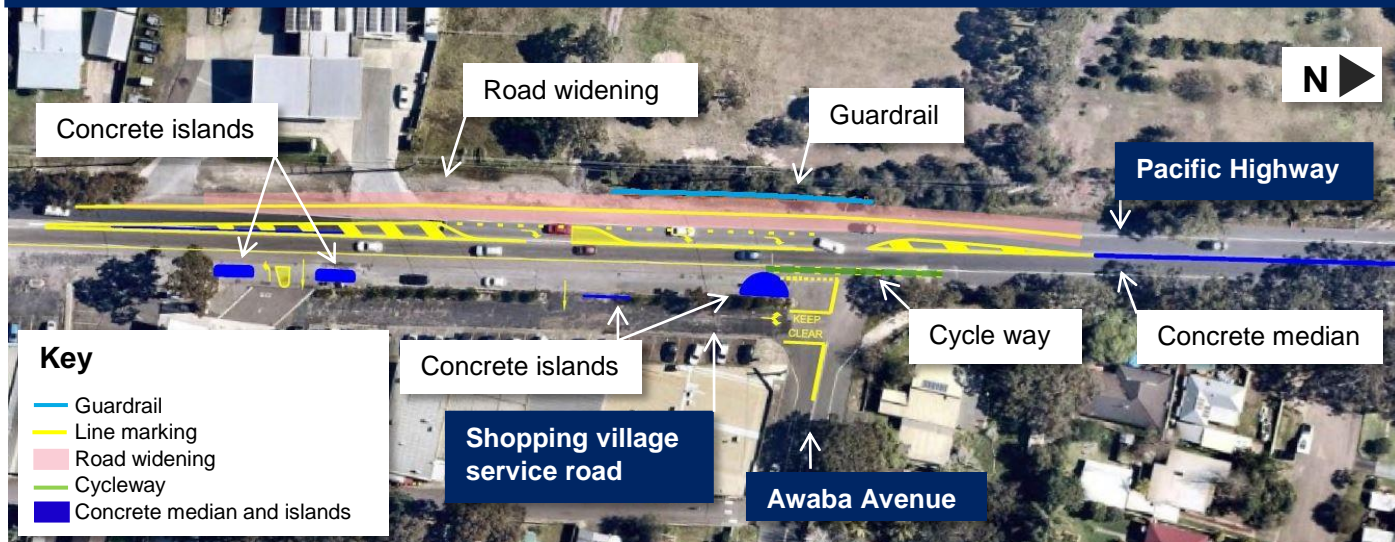 N
Road widening
Concrete islands
Guardrail
Pacific Highway
KEEP
CLEAR
Cycle way
Concrete median
Concrete islands
Shopping village
service road
Awaba Avenue
Key
Guardrail
Line marking
Road widening
Cycleway
Concrete median and islands